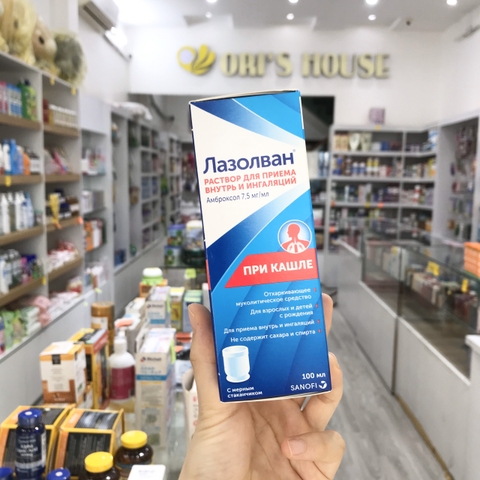 ORI'S HOUSE
Лазолван®
РАСТВОР ДЛЯ ПРИЕМА
ВНУТРЬ И ИНГАЛЯЦИЙ
Амброксол 7,5 мг/мл
ПРИ КАШЛЕ
Отхаркивающее
муколитическое средство
Для взрослых и детей
с рождения
Для приема внутрь и ингаляций
Не содержит сахара и спирта
С мерным
стаканчиком
100 мл
SANOFI